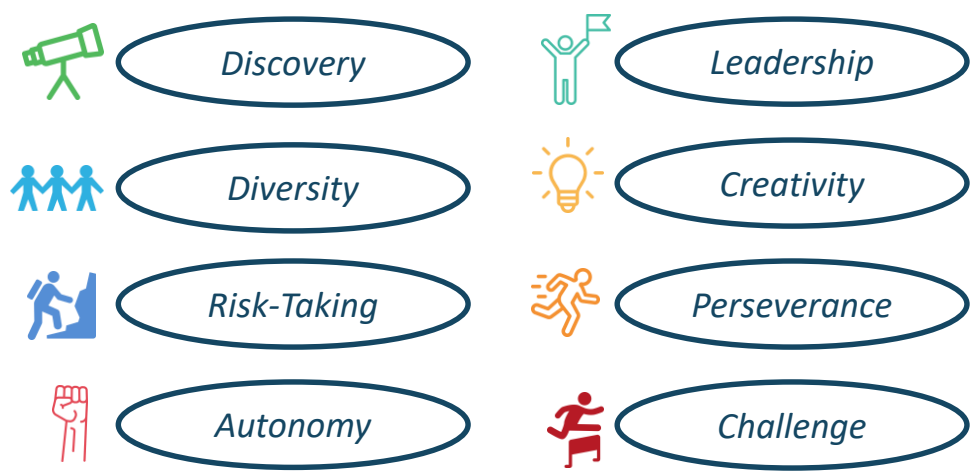 Discovery
Leadership
Diversity
Creativity
Risk-Taking
Perseverance
Autonomy
Challenge